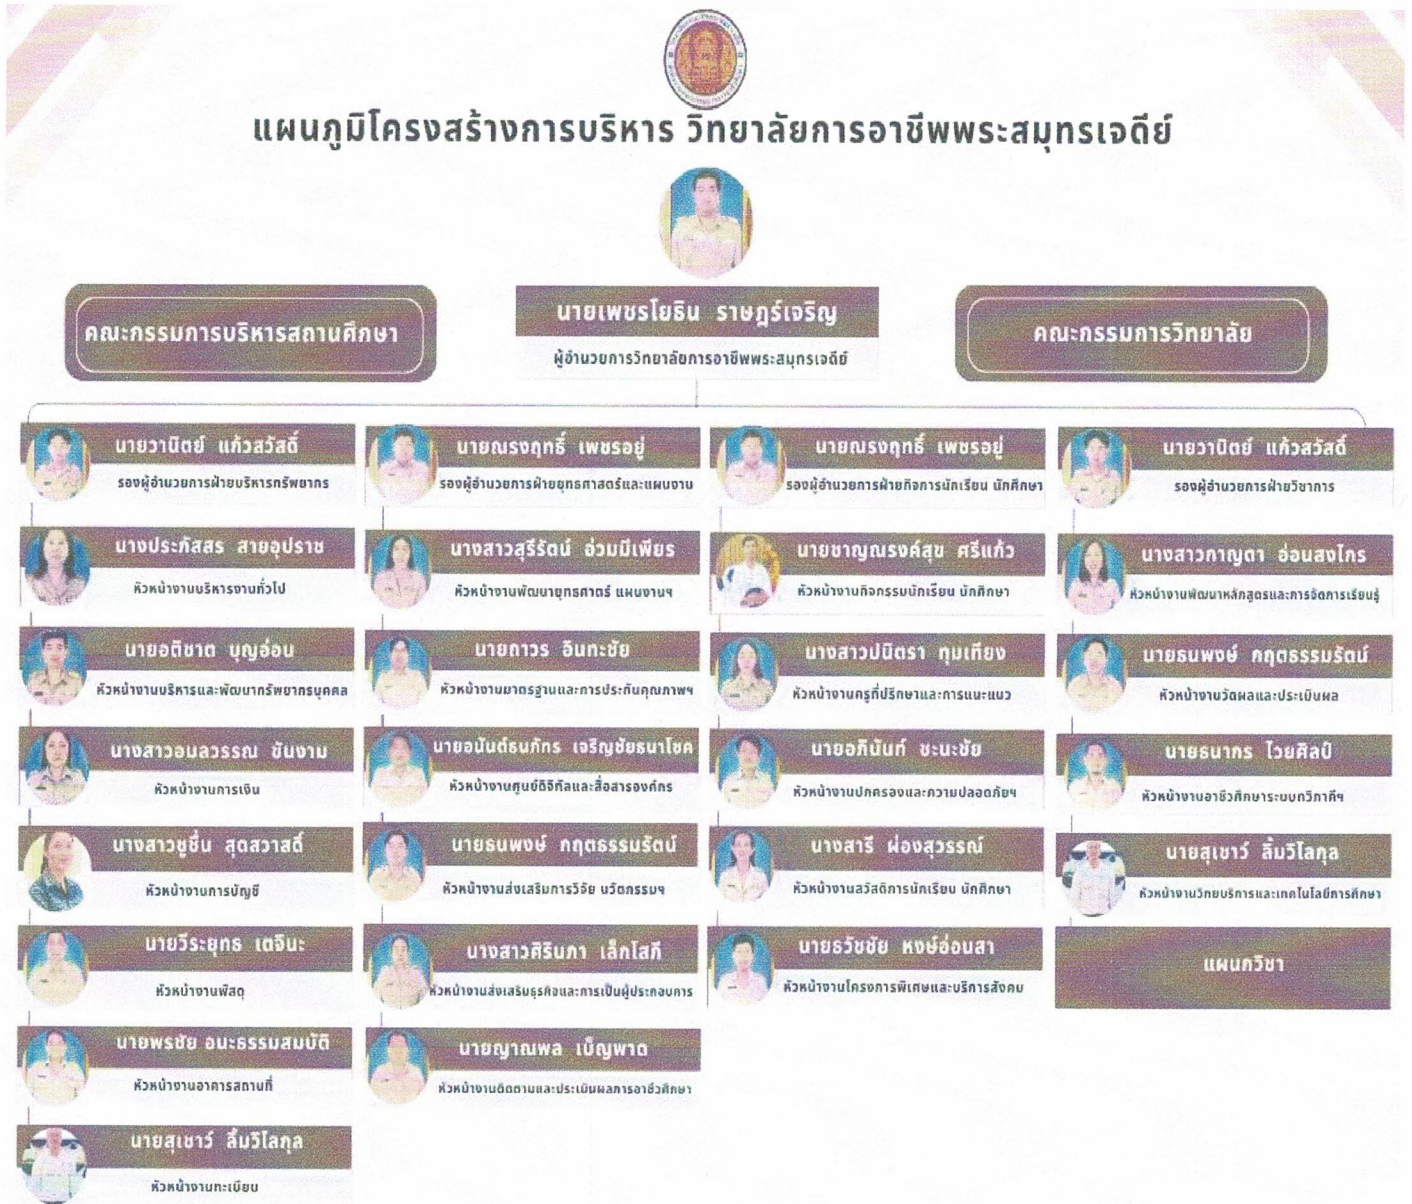 แผนภูมิโครงสร้างการบริหาร วิทยาลัยการอาชีพพระสมุทรเจดีย์
คณะกรรมการบริหารสถานศึกษา
นายเพชรโยธิน ราษฎร์เจริญ
ผู้อำนวยการวิทยาลัยการอาชีพพระสมุทรเจดีย์
คณะกรรมการวิทยาลัย
นายวานิตย์ แก้วสวัสดิ์
รองผู้อำนวยการฝ่ายบริหารทรัพยากร
นางประภัสสร สายอุปราช
หัวหน้างานบริหารงานทั่วไป
นายอติชาต บุญอ่อน
หัวหน้างานบริหารและพัฒนาทรัพยากรบุคคล
นางสาวอมลวรรณ ขันงาม
หัวหน้างานการเงิน
นางสาวชูชื่น สุดสวาสดิ์
หัวหน้างานการบัญชี
นายวีระยุทธ เตจินะ
หัวหน้างานพัสดุ
นายพรชัย อนะธรรมสมบัติ
หัวหน้างานอาคารสถานที่
นายสุเชาว์ ลิ้มวิไลกุล
หัวหน้างานทะเบียน
นายณรงฤทธิ์ เพชรอยู่
รองผู้อำนวยการฝ่ายยุทธศาสตร์และแผนงาน
นางสาวสุรีรัตน์ อ่วมมีเพียร
หัวหน้างานพัฒนายุทธศาตร์ แผนงานฯ
นายถาวร อินทะชัย
หัวหน้างานมาตรฐานและการประกันคุณภาพฯ
นายอนันต์ธนภัทร เจริญชัยธนาโชค
หัวหน้างานศูนย์ดิจิทัลและสื่อสารองค์กร
นายธนพงษ์ กฤตธรรมรัตน์
หัวหน้างานส่งเสริมการวิจัย นวัตกรรมฯ
นางสาวศิรินภา เล็กโสภี
หัวหน้างานส่งเสริมธุรกิจและการเป็นผู้ประกอบการ
นายญาณพล เบ็ญพาด
หัวหน้างานติดตามและประเมินผลการอาชีวศึกษา
นายณรงฤทธิ์ เพชรอยู่
รองผู้อำนวยการฝ่ายกิจการนักเรียน นักศึกษา
นายชาญณรงค์สุข ศรีแก้ว
หัวหน้างานกิจกรรมนักเรียน นักศึกษา
นางสาวปนิตรา ทุมเทียง
หัวหน้างานครูที่ปรึกษาและการแนะแนว
นายอภินันท์ ชะนะชัย
หัวหน้างานปกครองและความปลอดภัยฯ
นางสารี ผ่องสุวรรณ์
หัวหน้างานสวัสดิการนักเรียน นักศึกษา
นายธวัชชัย หงษ์อ่อนสา
หัวหน้างานโครงการพิเศษและบริการสังคม
นายวานิตย์ แก้วสวัสดิ์
รองผู้อำนวยการฝ่ายวิชาการ
นางสาวกาญดา อ่อนสงไกร
หัวหน้างานพัฒนาหลักสูตรและการจัดการเรียนรู้
นายธนพงษ์ กฤตธรรมรัตน์
หัวหน้างานวัดผลและประเมินผล
นายธนากร ไวยศิลป์
หัวหน้างานอาชีวศึกษาระบบทวิภาคีฯ
นายสุเชาว์ ลิ้มวิไลกุล
หัวหน้างานวิทยบริการและเทคโนโลยีการศึกษา
แผนกวิชา